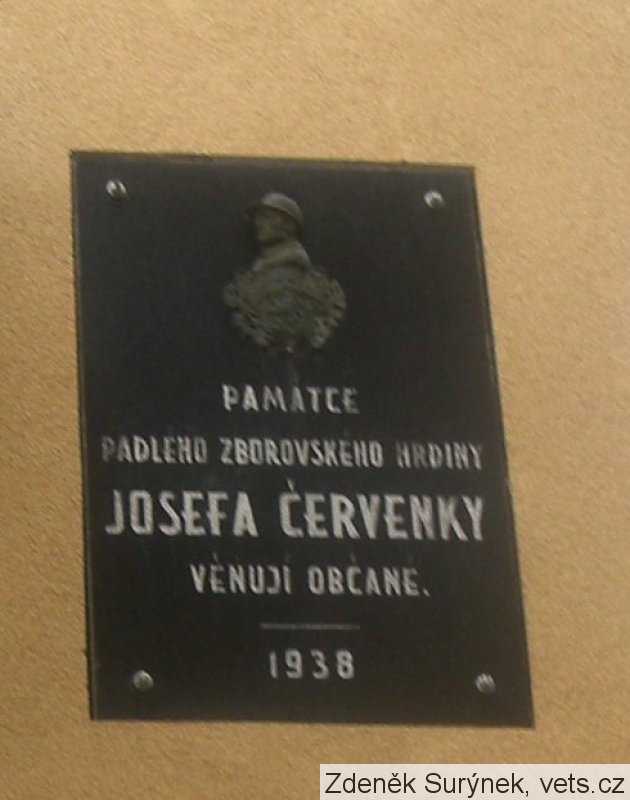 PAMÁTCE
PADLÉHO ZBOROVSKÉHO HRDINY
JOSEFA ČERVENKY
VĚNUJÍ OBČANÉ.
1938
Zdeněk Surýnek, vets.cz